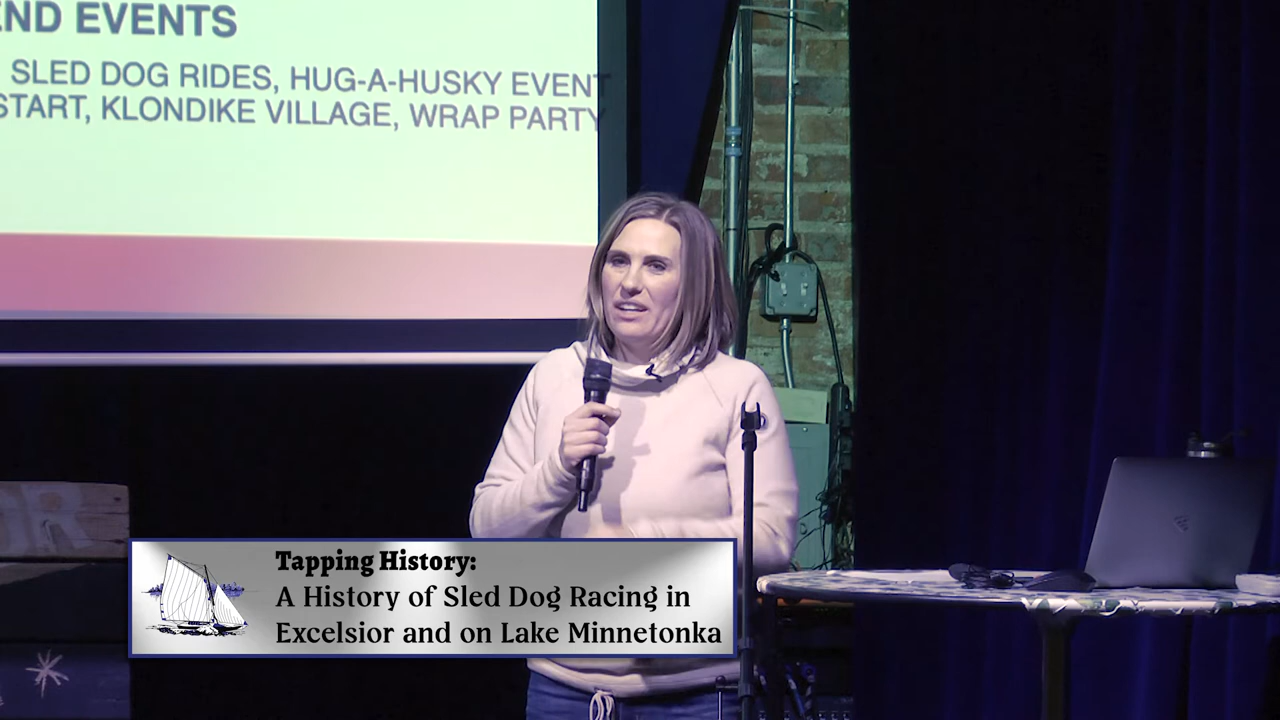 END EVENTS
SLED DOG RIDES, HUG-A-HUSKY EVENT
START, KLONDIKE VILLAGE, WRAP PARTY
Tapping History:
A History of Sled Dog Racing in
Excelsior and on Lake Minnetonka